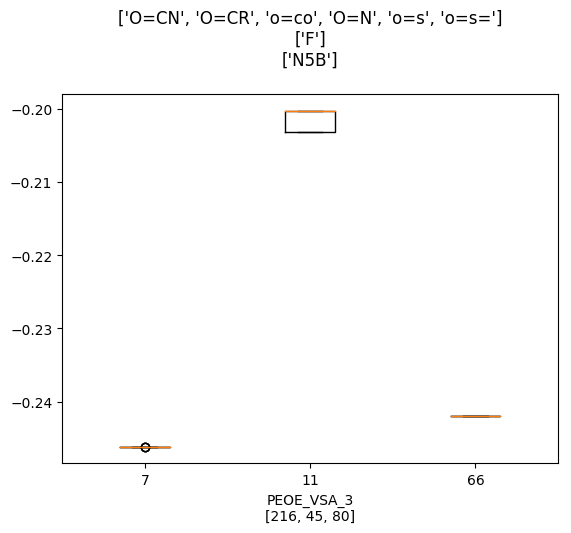 ['O=CN', 'O=CR', 'o=co', 'O=N', 'o=s', 'o=s=']
['F']
['N5B']
−0.20
−0.21
−0.22
−0.23
−0.24
7 11 66
PEOE_VSA_3
[216, 45, 80]